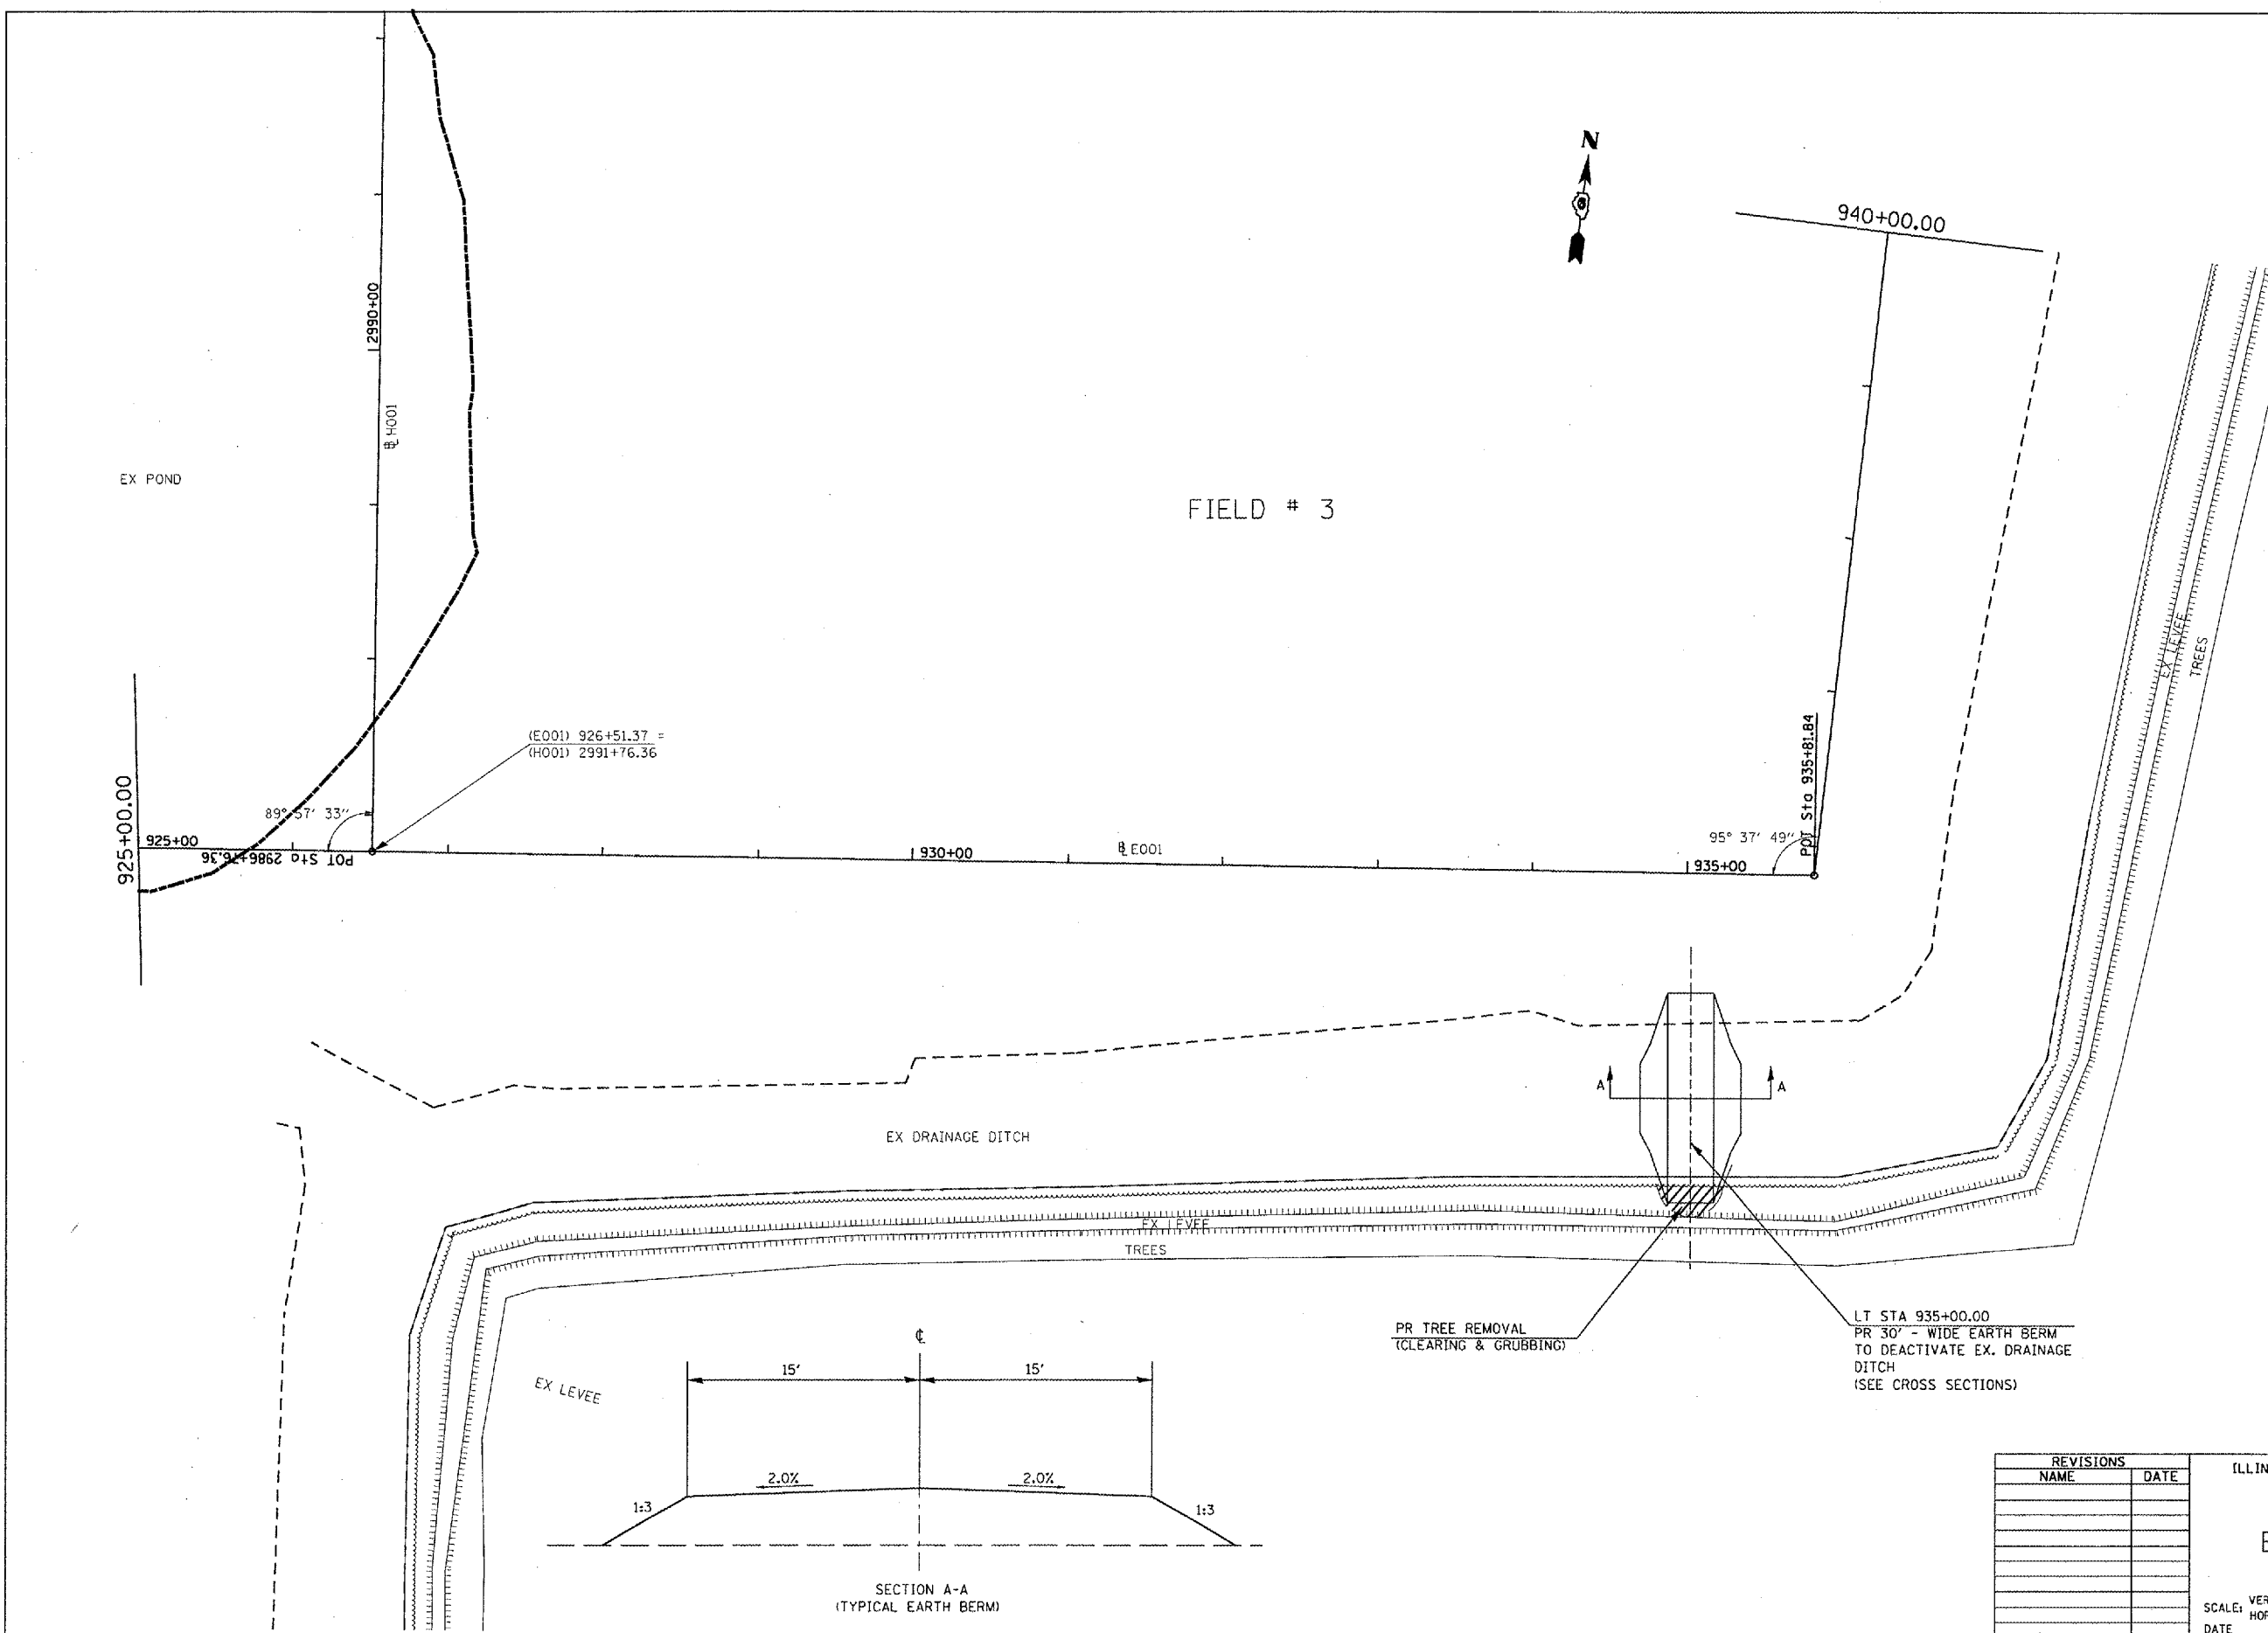 N
940+00.00
2990+00
B H001
EX POND
FIELD # 3
EX LEVEE
TREES
(E001) 926+51.37 =
(H001) 2991+76.36
POT Sta 935+81.84
925+00.00
89° 57' 33"
925+00
POT Sta 2986+76.36
930+00
B E001
95° 37' 49"
935+00
A
A
EX DRAINAGE DITCH
EX LEVEE
TREES
LT STA 935+00.00
PR 30' - WIDE EARTH BERM
TO DEACTIVATE EX. DRAINAGE
DITCH
(SEE CROSS SECTIONS)
PR TREE REMOVAL
(CLEARING & GRUBBING)
EX LEVEE
15'
15'
2.0%
2.0%
1:3
1:3
SECTION A-A
(TYPICAL EARTH BERM)
REVISIONS
NAME
DATE
ILLIN
SCALE: VER
HOR
DATE